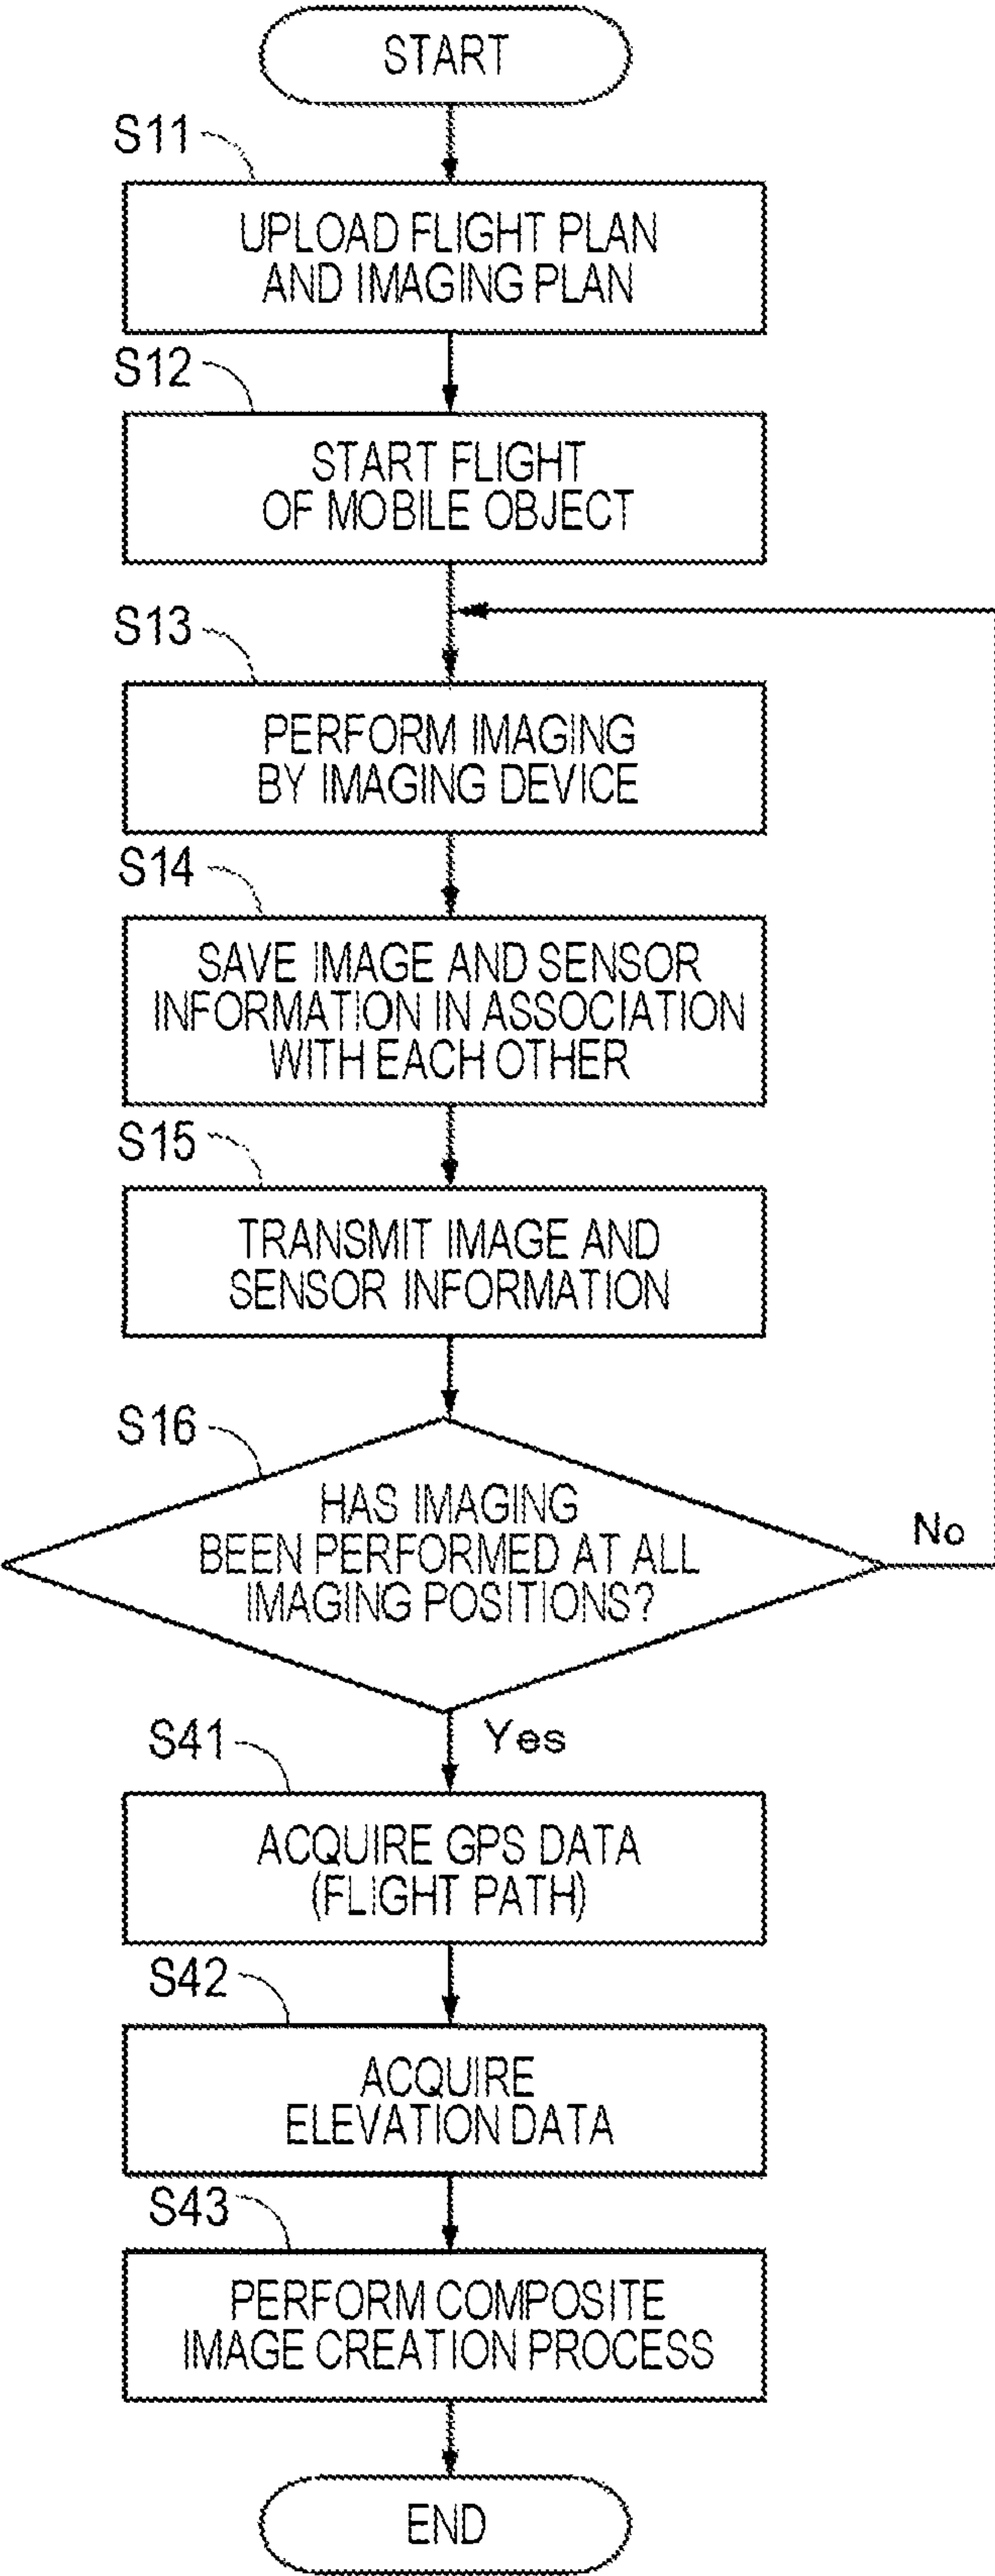 START
S11
UPLOAD FLIGHT PLAN
AND IMAGING PLAN
S12
START FLIGHT
OF MOBILE OBJECT
S13
PERFORM IMAGING
BY IMAGING DEVICE
S14
SAVE IMAGE AND SENSOR
INFORMATION IN ASSOCIATION
WITH EACH OTHER
S15
TRANSMIT IMAGE AND
SENSOR INFORMATION
S16
HAS IMAGING
BEEN PERFORMED AT ALL
IMAGING POSITIONS?
No
Yes
S41
ACQUIRE GPS DATA
(FLIGHT PATH)
S42
ACQUIRE
ELEVATION DATA
S43
PERFORM COMPOSITE
IMAGE CREATION PROCESS
END